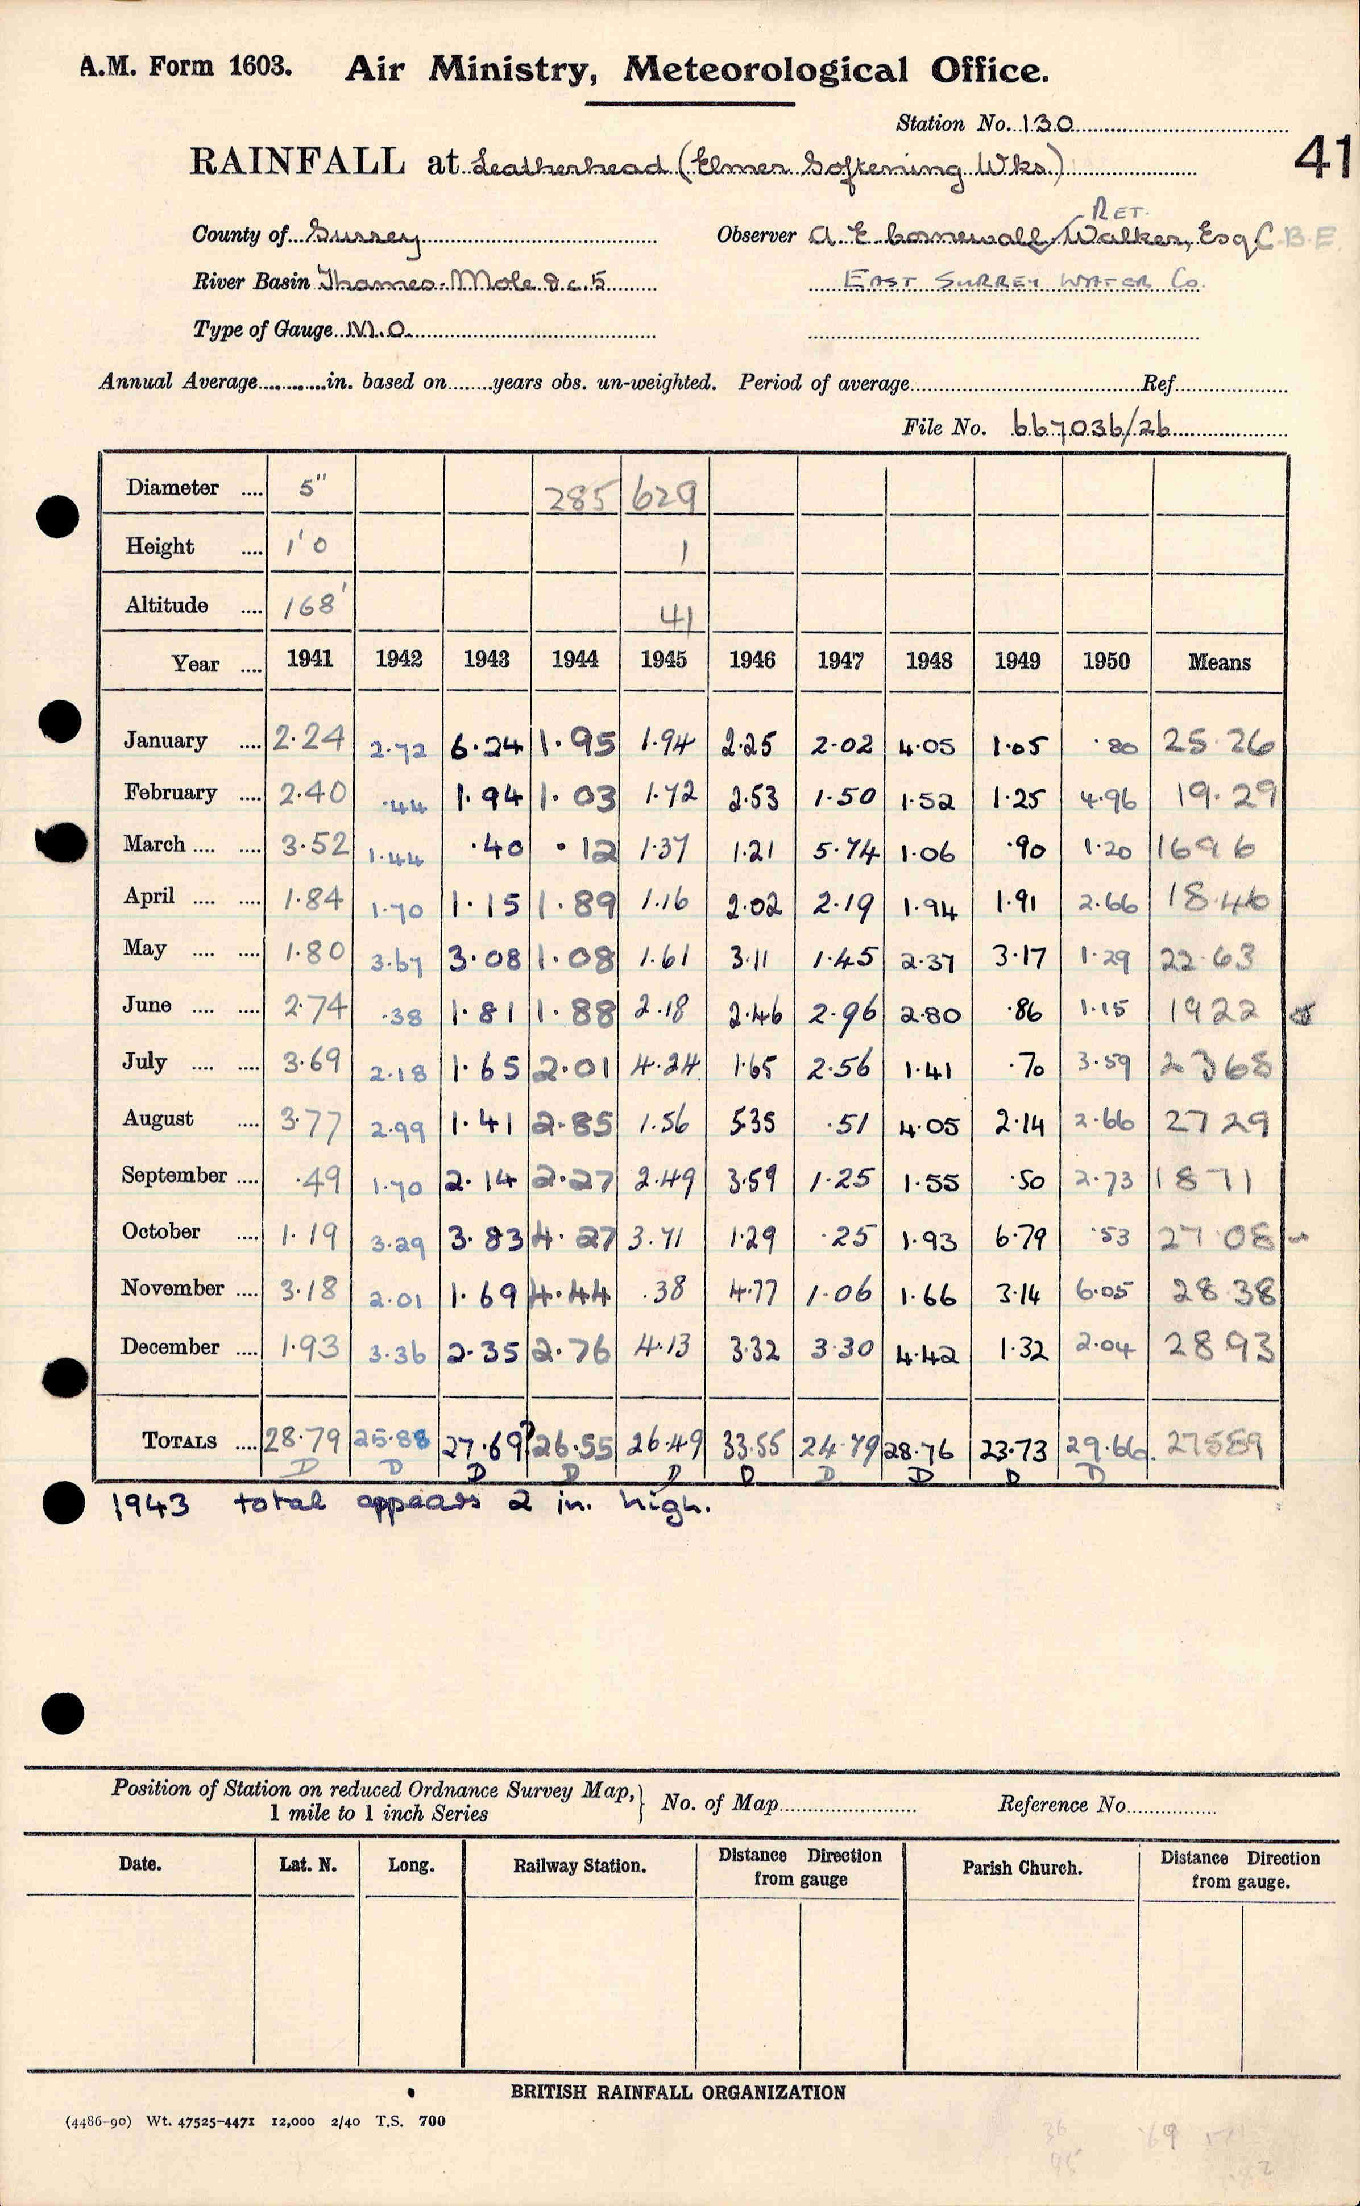 A.M. Form 1603. Air Ministry, Meteorological Office.
Station No. 130
41
RAINFALL at Leatherhead (Elmer Softening Wks)
RET.
County of Surrey Observer A E Cornewall Walker, Esq C.B.E.
River Basin Thames-Mole &c.5 EAST SURREY WATER Co.
Type of Gauge M.O.
Annual Average............in. based on........years obs. un-weighted. Period of average.......... Ref..........
File No. 667036/26
Diameter .... 5" 285 629
Height .... 1' 0 1
Altitude .... 168' 41
Year .... 1941 1942 1943 1944 1945 1946 1947 1948 1949 1950 Means
January .... 2.24 2.72 6.24 1.95 1.94 2.25 2.02 4.05 1.05 .80 25.26
February .... 2.40 .44 1.94 1.03 1.72 2.53 1.50 1.52 1.25 4.96 19.29
March .... .... 3.52 1.44 .40 .12 1.37 1.21 5.74 1.06 .90 1.20 1696
April .... .... 1.84 1.70 1.15 1.89 1.16 2.02 2.19 1.94 1.91 2.66 18.46
May .... .... 1.80 3.67 3.08 1.08 1.61 3.11 1.45 2.37 3.17 1.29 22.63
June .... .... 2.74 .38 1.81 1.88 2.18 2.46 2.96 2.80 .86 1.15 1922
July .... .... 3.69 2.18 1.65 2.01 4.24 1.65 2.56 1.41 .70 3.59 2368
August .... 3.77 2.99 1.41 2.85 1.56 5.35 .51 4.05 2.14 2.66 2729
September .... .49 1.70 2.14 2.27 2.49 3.59 1.25 1.55 .50 2.73 1871
October .... 1.19 3.29 3.83 4.27 3.71 1.29 .25 1.93 6.79 .53 27.08
November .... 3.18 2.01 1.69 4.44 .38 4.77 1.06 1.66 3.14 6.05 28.38
December .... 1.93 3.36 2.35 2.76 4.13 3.32 3.30 4.42 1.32 2.04 2893
TOTALS .... 28.79 25.88 27.69? 26.55 26.49 33.55 24.79 28.76 23.73 29.66 27589
D D D D D D D D D D
1943 total appears 2 in. high.
Position of Station on reduced Ordnance Survey Map, 1 mile to 1 inch Series } No. of Map.......... Reference No..........
Date. Lat. N. Long. Railway Station. Distance from gauge Direction Parish Church. Distance Direction from gauge.
BRITISH RAINFALL ORGANIZATION
(4486-90) Wt. 47525-4471 12,000 2/40 T.S. 700